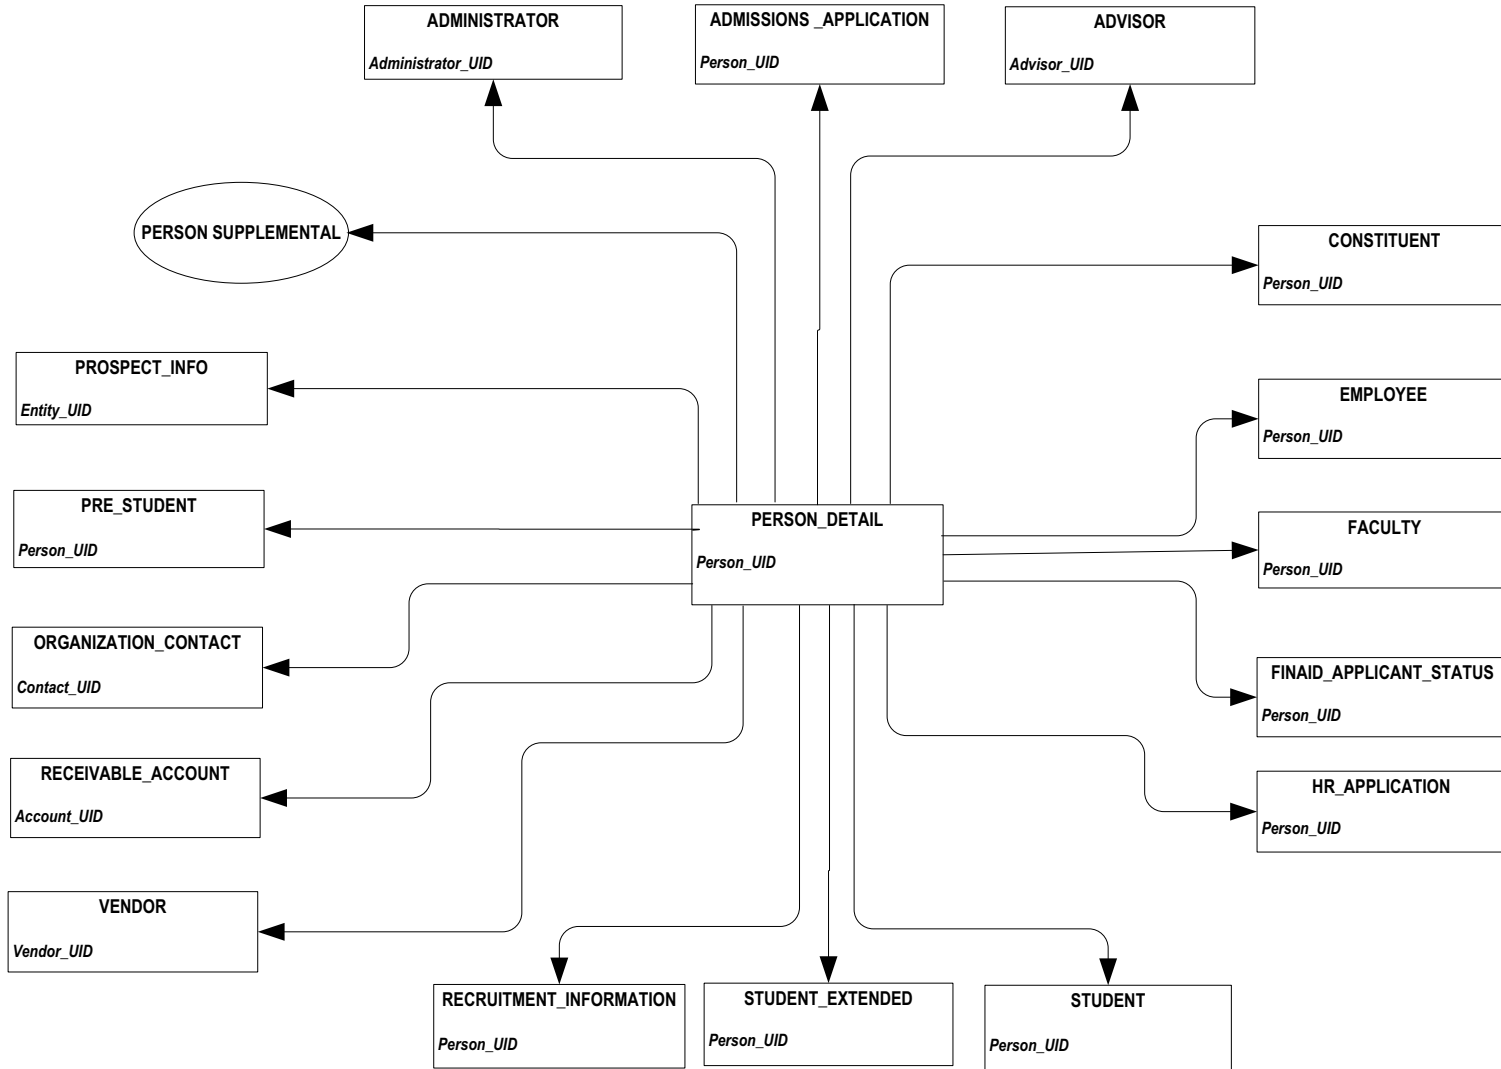 ADMINISTRATOR
Administrator_UID
ADMISSIONS _APPLICATION
Person_UID
ADVISOR
Advisor_UID
PERSON SUPPLEMENTAL
CONSTITUENT
Person_UID
PROSPECT_INFO
Entity_UID
EMPLOYEE
Person_UID
PRE_STUDENT
Person_UID
PERSON_DETAIL
Person_UID
FACULTY
Person_UID
ORGANIZATION_CONTACT
Contact_UID
FINAID_APPLICANT_STATUS
Person_UID
RECEIVABLE_ACCOUNT
Account_UID
HR_APPLICATION
Person_UID
VENDOR
Vendor_UID
RECRUITMENT_INFORMATION
Person_UID
STUDENT_EXTENDED
Person_UID
STUDENT
Person_UID